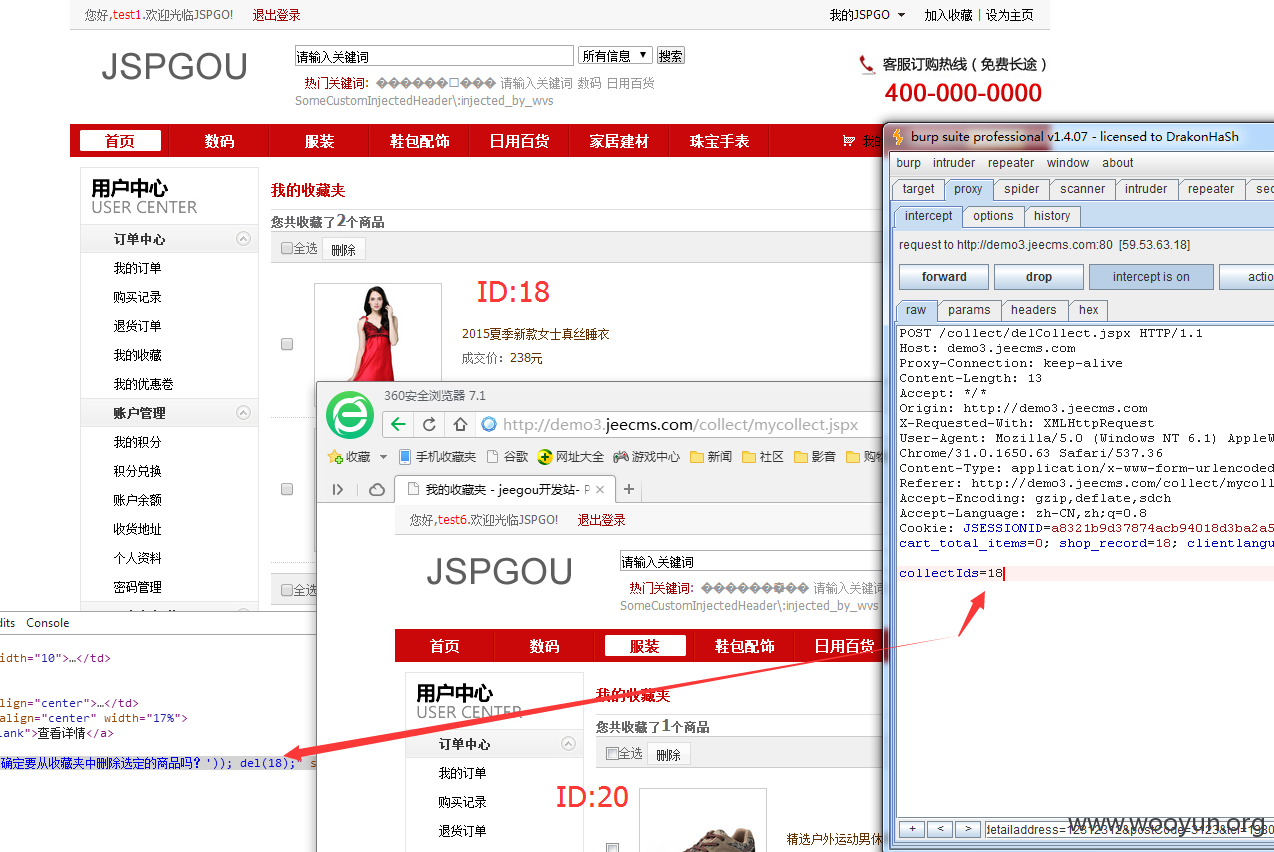 您好,test1.欢迎光临JSPGO! 退出登录
我的JSPGO 加入收藏 | 设为主页
JSPGOU
请输入关键词 所有信息 搜索
热门关键词: 请输入关键词 数码 日用百货
SomeCustomInjectedHeader\:injected_by_wvs
客服订购热线（免费长途）
400-000-0000
首页 数码 服装 鞋包配饰 日用百货 家居建材 珠宝手表
用户中心
USER CENTER
订单中心
我的订单
购买记录
退货订单
我的收藏
我的优惠卷
账户管理
我的积分
积分兑换
账户余额
收货地址
个人资料
密码管理
我的收藏夹
您共收藏了2个商品
全选 删除
ID:18
2015夏季新款女士真丝睡衣
成交价：238元
全选
dits Console
idth="10">…</td>
lign="center">…</td>
align="center" width="17%">
lank">查看详情</a>
确定要从收藏夹中删除选定的商品吗？')); del(18);" s
360安全浏览器 7.1
http://demo3.jeecms.com/collect/mycollect.jspx
收藏 手机收藏夹 谷歌 网址大全 游戏中心 新闻 社区 影音 购物
我的收藏夹 - jeegou开发站- P
您好,test6.欢迎光临JSPGO! 退出登录
JSPGOU
请输入关键词
热门关键词: 请输入关键词
SomeCustomInjectedHeader\:injected_by_wvs
首页 数码 服装 鞋包配饰 日用百货
用户中心
USER CENTER
订单中心
我的订单
购买记录
退货订单
我的收藏夹
您共收藏了1个商品
全选 删除
ID:20
精选户外运动男休
burp suite professional v1.4.07 - licensed to DrakonHaSh
burp intruder repeater window about
target proxy spider scanner intruder repeater sec
intercept options history
request to http://demo3.jeecms.com:80 [59.53.63.18]
forward drop intercept is on actio
raw params headers hex
POST /collect/delCollect.jspx HTTP/1.1
Host: demo3.jeecms.com
Proxy-Connection: keep-alive
Content-Length: 13
Accept: */*
Origin: http://demo3.jeecms.com
X-Requested-With: XMLHttpRequest
User-Agent: Mozilla/5.0 (Windows NT 6.1) AppleW
Chrome/31.0.1650.63 Safari/537.36
Content-Type: application/x-www-form-urlencoded
Referer: http://demo3.jeecms.com/collect/mycoll
Accept-Encoding: gzip,deflate,sdch
Accept-Language: zh-CN,zh;q=0.8
Cookie: JSESSIONID=a8321b9d37874acb94018d3ba2a5
cart_total_items=0; shop_record=18; clientlangu
collectIds=18
+ < >
www.wooyun.org